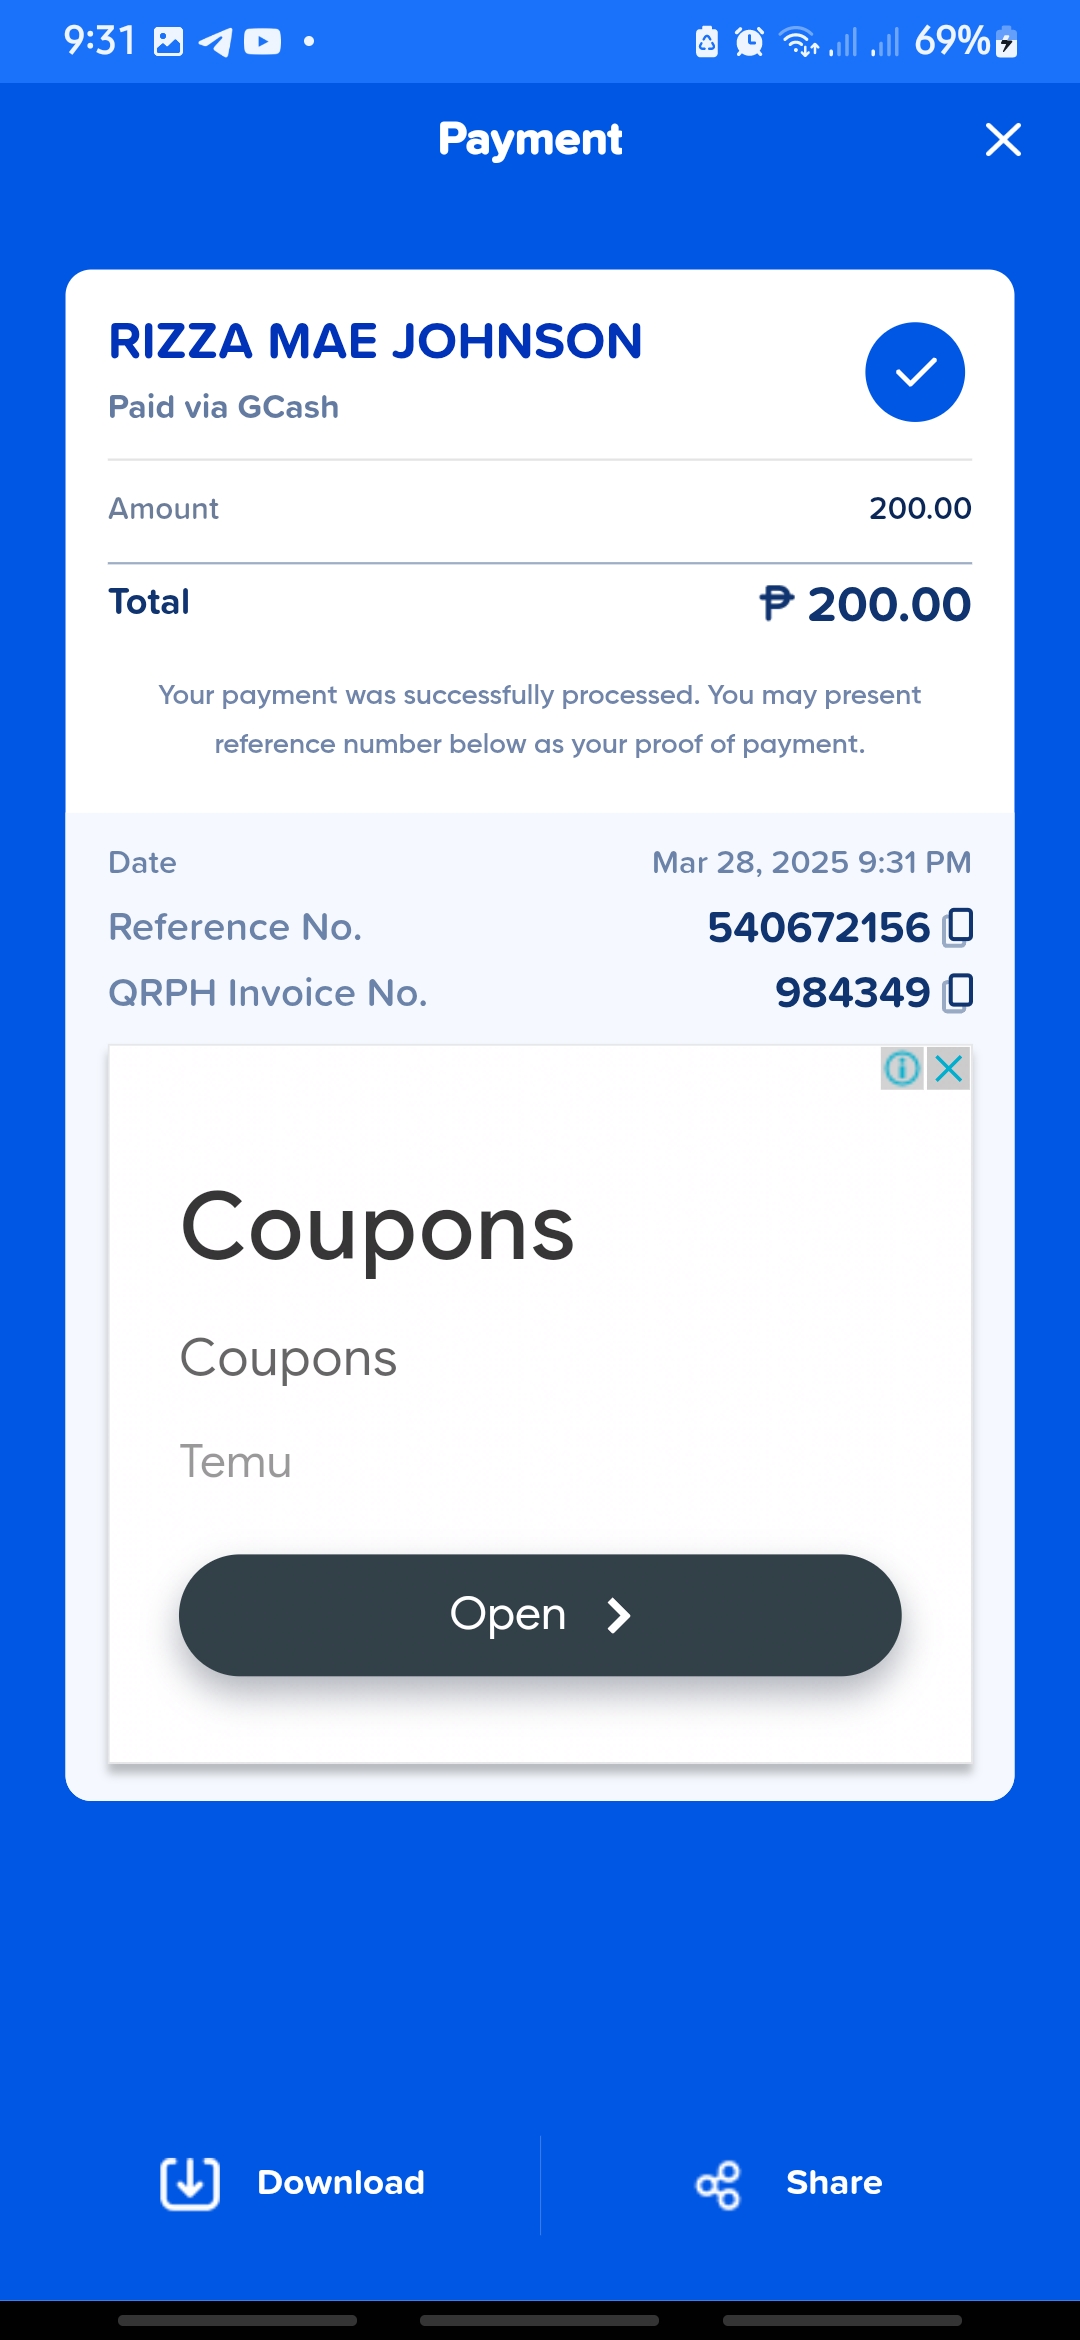 9:31 69%
Payment
RIZZA MAE JOHNSON
Paid via GCash
Amount 200.00
Total ₱ 200.00
Your payment was successfully processed. You may present
reference number below as your proof of payment.
Date Mar 28, 2025 9:31 PM
Reference No. 540672156
QRPH Invoice No. 984349
Coupons
Coupons
Temu
Open
Download Share